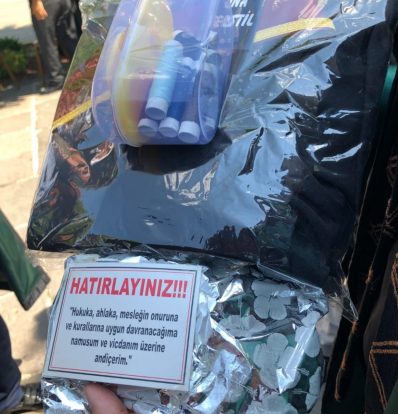 HATIRLAYINIZ!!!
"Hukuka, ahlaka, mesleğin onuruna
ve kurallarına uygun davranacağıma
namusum ve vicdanım üzerine
andiçerim."